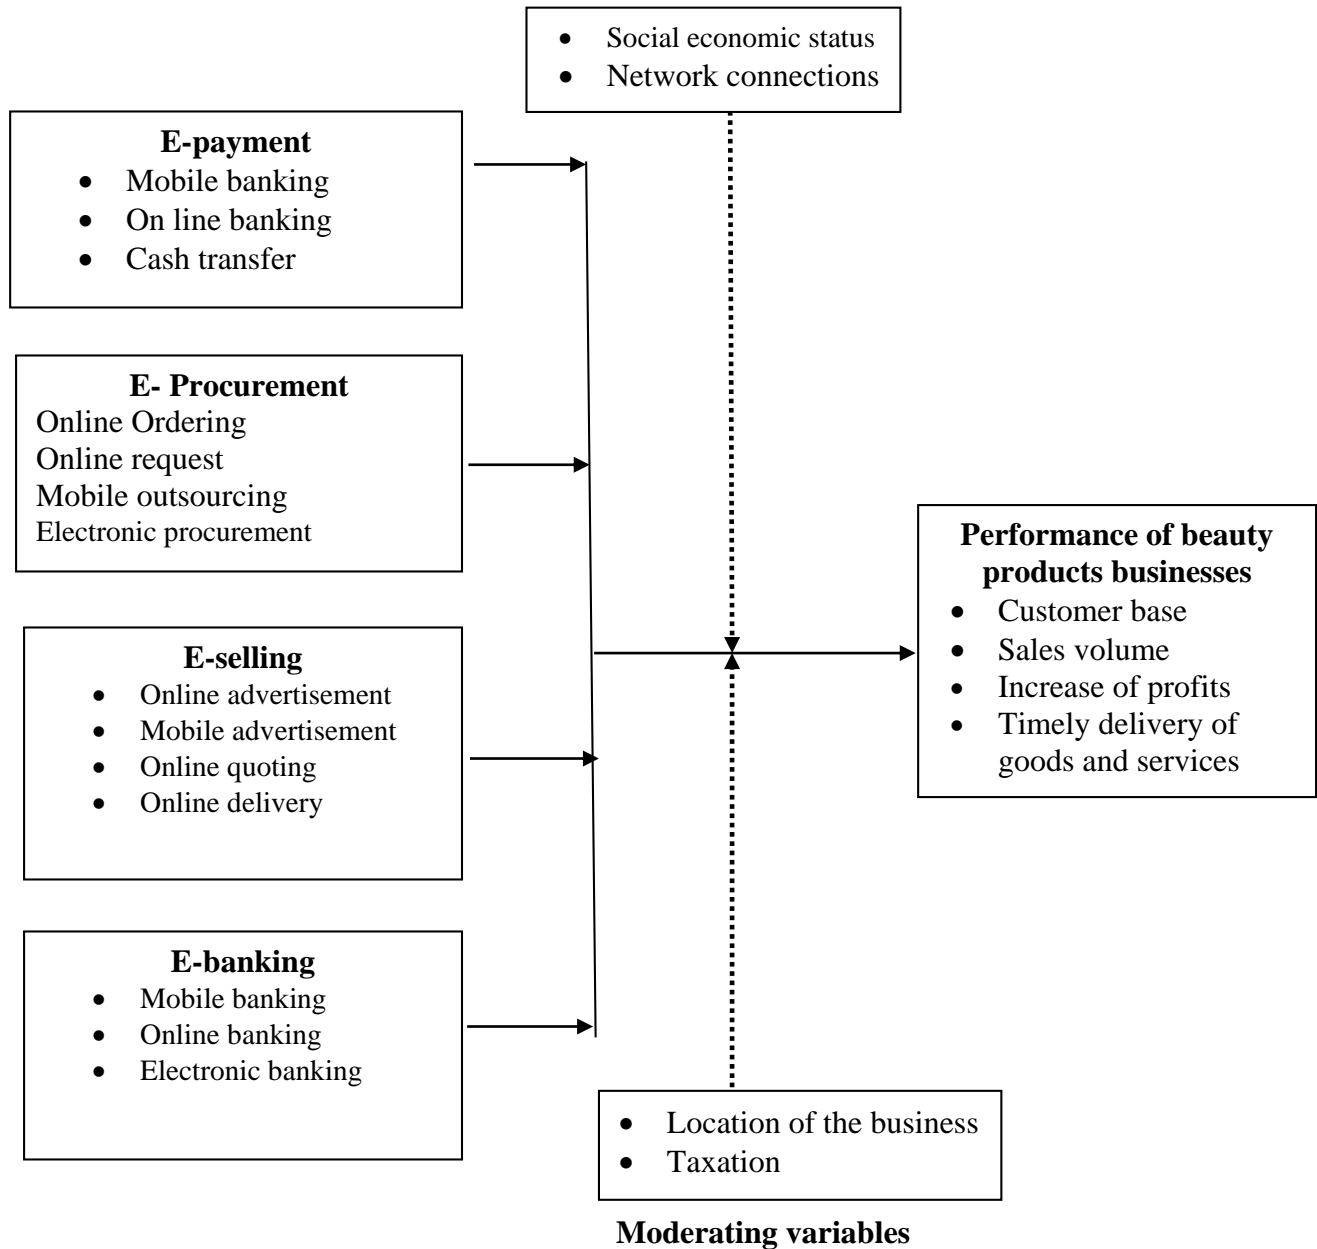 • Social economic status
• Network connections
E-payment
• Mobile banking
• On line banking
• Cash transfer
E- Procurement
Online Ordering
Online request
Mobile outsourcing
Electronic procurement
E-selling
• Online advertisement
• Mobile advertisement
• Online quoting
• Online delivery
E-banking
• Mobile banking
• Online banking
• Electronic banking
Performance of beauty
products businesses
• Customer base
• Sales volume
• Increase of profits
• Timely delivery of
goods and services
• Location of the business
• Taxation
Moderating variables